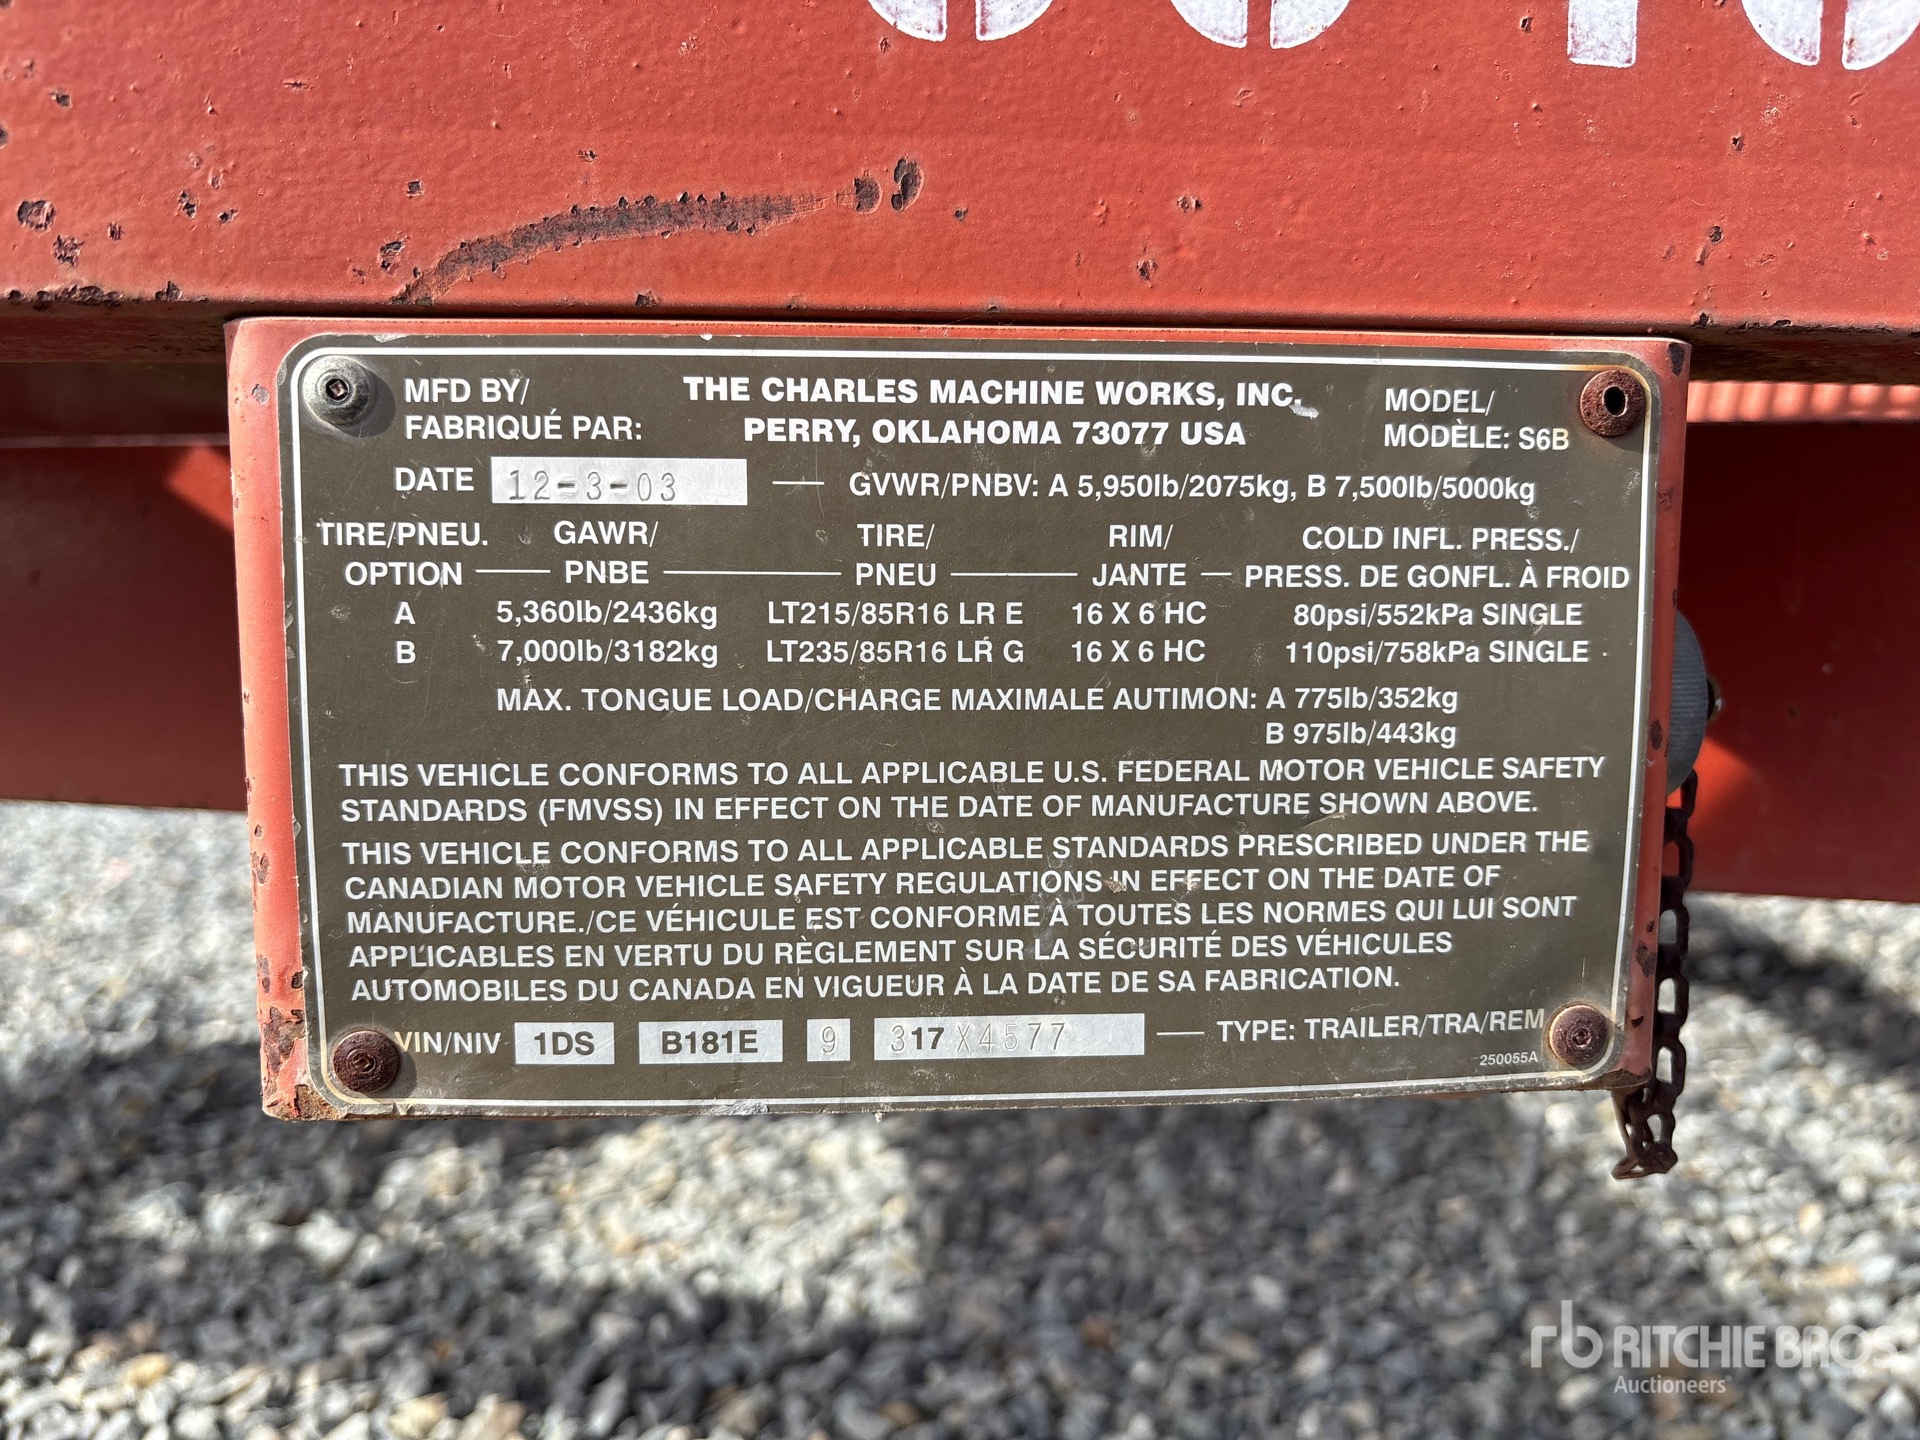 MFD BY/ THE CHARLES MACHINE WORKS, INC. MODEL/
FABRIQUÉ PAR: PERRY, OKLAHOMA 73077 USA MODÈLE: S6B
DATE 12-3-03 — GVWR/PNBV: A 5,950lb/2075kg, B 7,500lb/5000kg
TIRE/PNEU. GAWR/ TIRE/ RIM/ COLD INFL. PRESS./
OPTION — PNBE — PNEU — JANTE — PRESS. DE GONFL. À FROID
A 5,360lb/2436kg LT215/85R16 LR E 16 X 6 HC 80psi/552kPa SINGLE
B 7,000lb/3182kg LT235/85R16 LR G 16 X 6 HC 110psi/758kPa SINGLE
MAX. TONGUE LOAD/CHARGE MAXIMALE AUTIMON: A 775lb/352kg
B 975lb/443kg
THIS VEHICLE CONFORMS TO ALL APPLICABLE U.S. FEDERAL MOTOR VEHICLE SAFETY
STANDARDS (FMVSS) IN EFFECT ON THE DATE OF MANUFACTURE SHOWN ABOVE.
THIS VEHICLE CONFORMS TO ALL APPLICABLE STANDARDS PRESCRIBED UNDER THE
CANADIAN MOTOR VEHICLE SAFETY REGULATIONS IN EFFECT ON THE DATE OF
MANUFACTURE./CE VÉHICULE EST CONFORME À TOUTES LES NORMES QUI LUI SONT
APPLICABLES EN VERTU DU RÈGLEMENT SUR LA SÉCURITÉ DES VÉHICULES
AUTOMOBILES DU CANADA EN VIGUEUR À LA DATE DE SA FABRICATION.
VIN/NIV 1DS B181E 9 317X4577 — TYPE: TRAILER/TRA/REM
250055A
rb RITCHIE BROS
Auctioneers